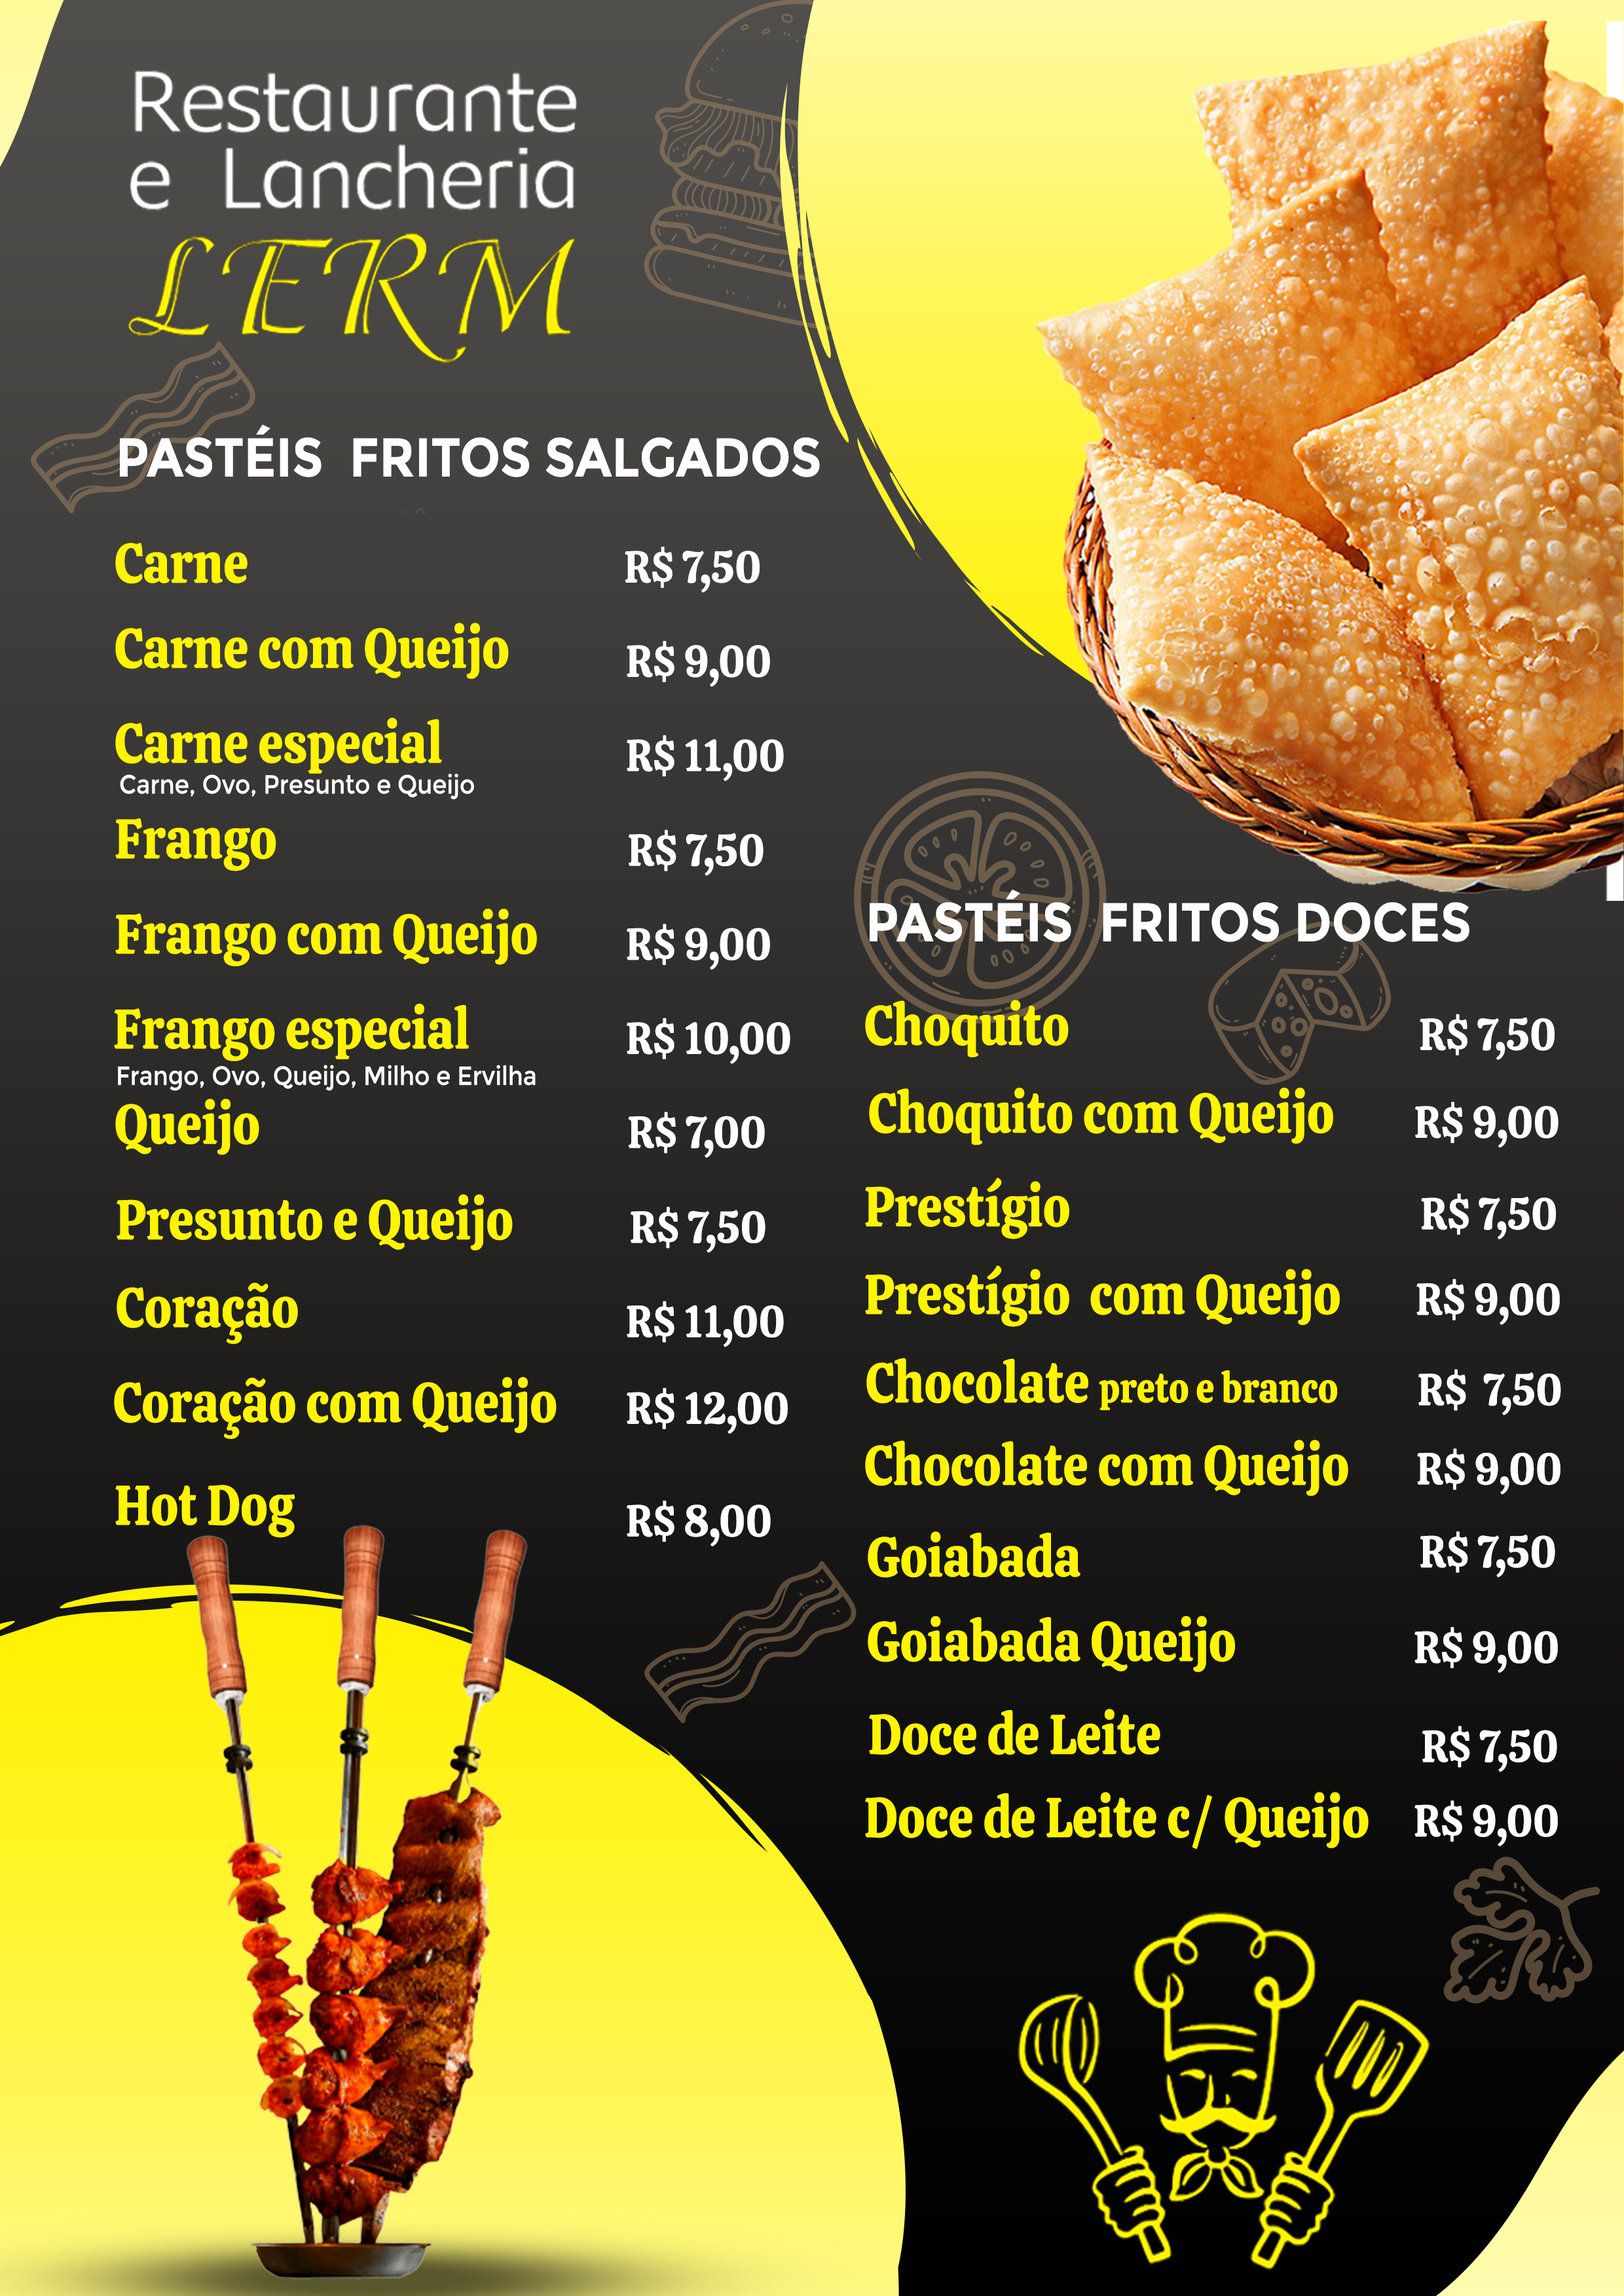 Restaurante
e Lancheria
LERM
PASTÉIS FRITOS SALGADOS
Carne R$ 7,50
Carne com Queijo R$ 9,00
Carne especial R$ 11,00
Carne, Ovo, Presunto e Queijo
Frango R$ 7,50
Frango com Queijo R$ 9,00
Frango especial R$ 10,00
Frango, Ovo, Queijo, Milho e Ervilha
Queijo R$ 7,00
Presunto e Queijo R$ 7,50
Coração R$ 11,00
Coração com Queijo R$ 12,00
Hot Dog R$ 8,00
PASTÉIS FRITOS DOCES
Choquito R$ 7,50
Choquito com Queijo R$ 9,00
Prestígio R$ 7,50
Prestígio com Queijo R$ 9,00
Chocolate preto e branco R$ 7,50
Chocolate com Queijo R$ 9,00
Goiabada R$ 7,50
Goiabada Queijo R$ 9,00
Doce de Leite R$ 7,50
Doce de Leite c/ Queijo R$ 9,00